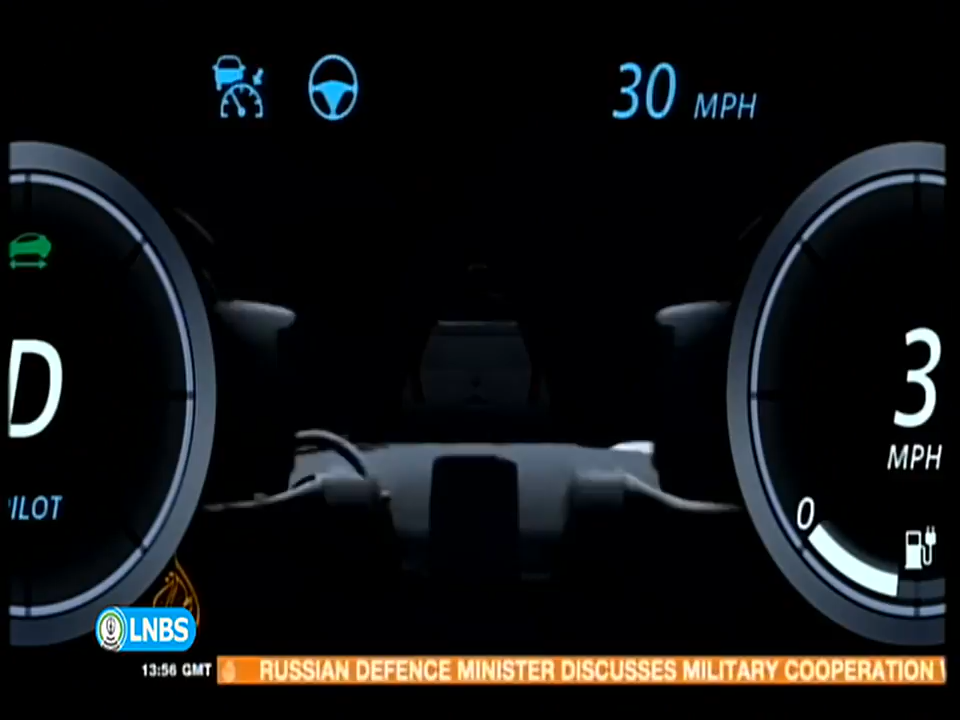 30 MPH
D
3
MPH
ILOT
0
LNBS
13:56 GMT
RUSSIAN DEFENCE MINISTER DISCUSSES MILITARY COOPERATION